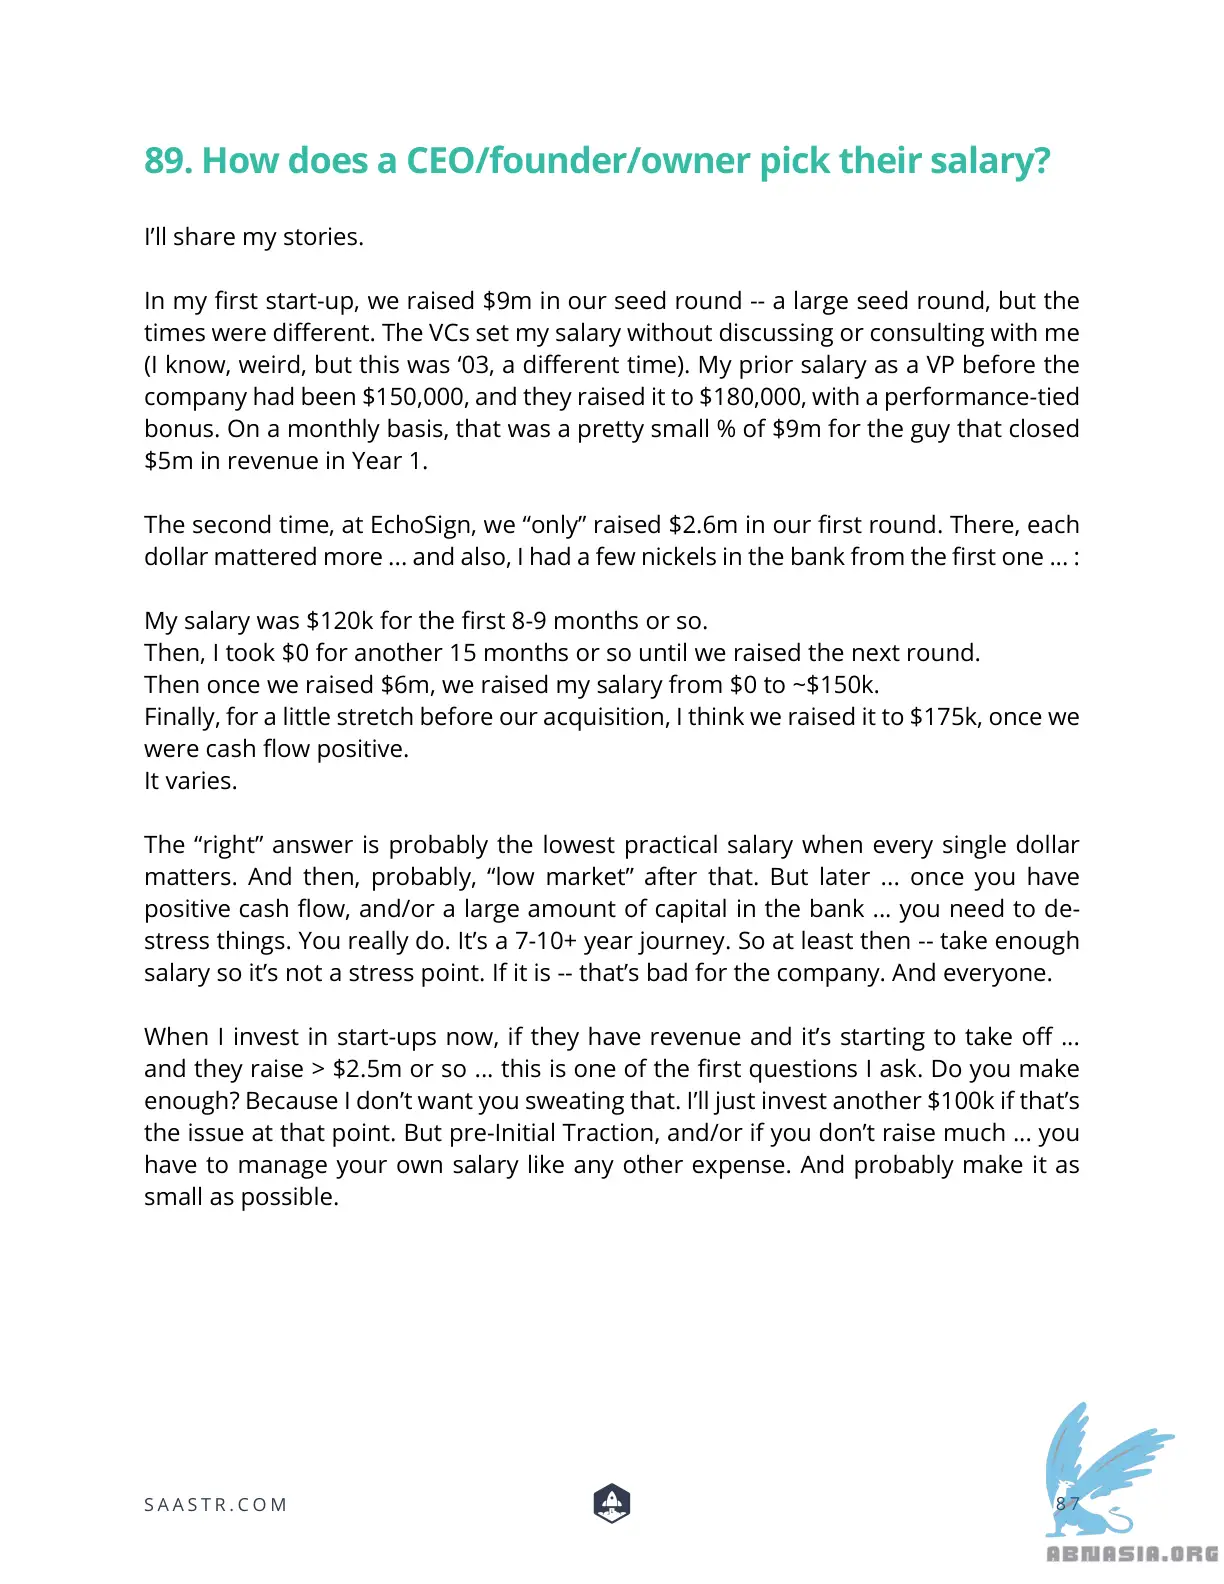 89. How does a CEO/founder/owner pick their salary?
I’ll share my stories.
In my first start-up, we raised $9m in our seed round -- a large seed round, but the
times were different. The VCs set my salary without discussing or consulting with me
(I know, weird, but this was ‘03, a different time). My prior salary as a VP before the
company had been $150,000, and they raised it to $180,000, with a performance-tied
bonus. On a monthly basis, that was a pretty small % of $9m for the guy that closed
$5m in revenue in Year 1.
The second time, at EchoSign, we “only” raised $2.6m in our first round. There, each
dollar mattered more ... and also, I had a few nickels in the bank from the first one ... :
My salary was $120k for the first 8-9 months or so.
Then, I took $0 for another 15 months or so until we raised the next round.
Then once we raised $6m, we raised my salary from $0 to ~$150k.
Finally, for a little stretch before our acquisition, I think we raised it to $175k, once we
were cash flow positive.
It varies.
The “right” answer is probably the lowest practical salary when every single dollar
matters. And then, probably, “low market” after that. But later ... once you have
positive cash flow, and/or a large amount of capital in the bank ... you need to de-
stress things. You really do. It’s a 7-10+ year journey. So at least then -- take enough
salary so it’s not a stress point. If it is -- that’s bad for the company. And everyone.
When I invest in start-ups now, if they have revenue and it’s starting to take off ...
and they raise > $2.5m or so ... this is one of the first questions I ask. Do you make
enough? Because I don’t want you sweating that. I’ll just invest another $100k if that’s
the issue at that point. But pre-Initial Traction, and/or if you don’t raise much ... you
have to manage your own salary like any other expense. And probably make it as
small as possible.
SAASTR.COM
87
ABNASIA.ORG